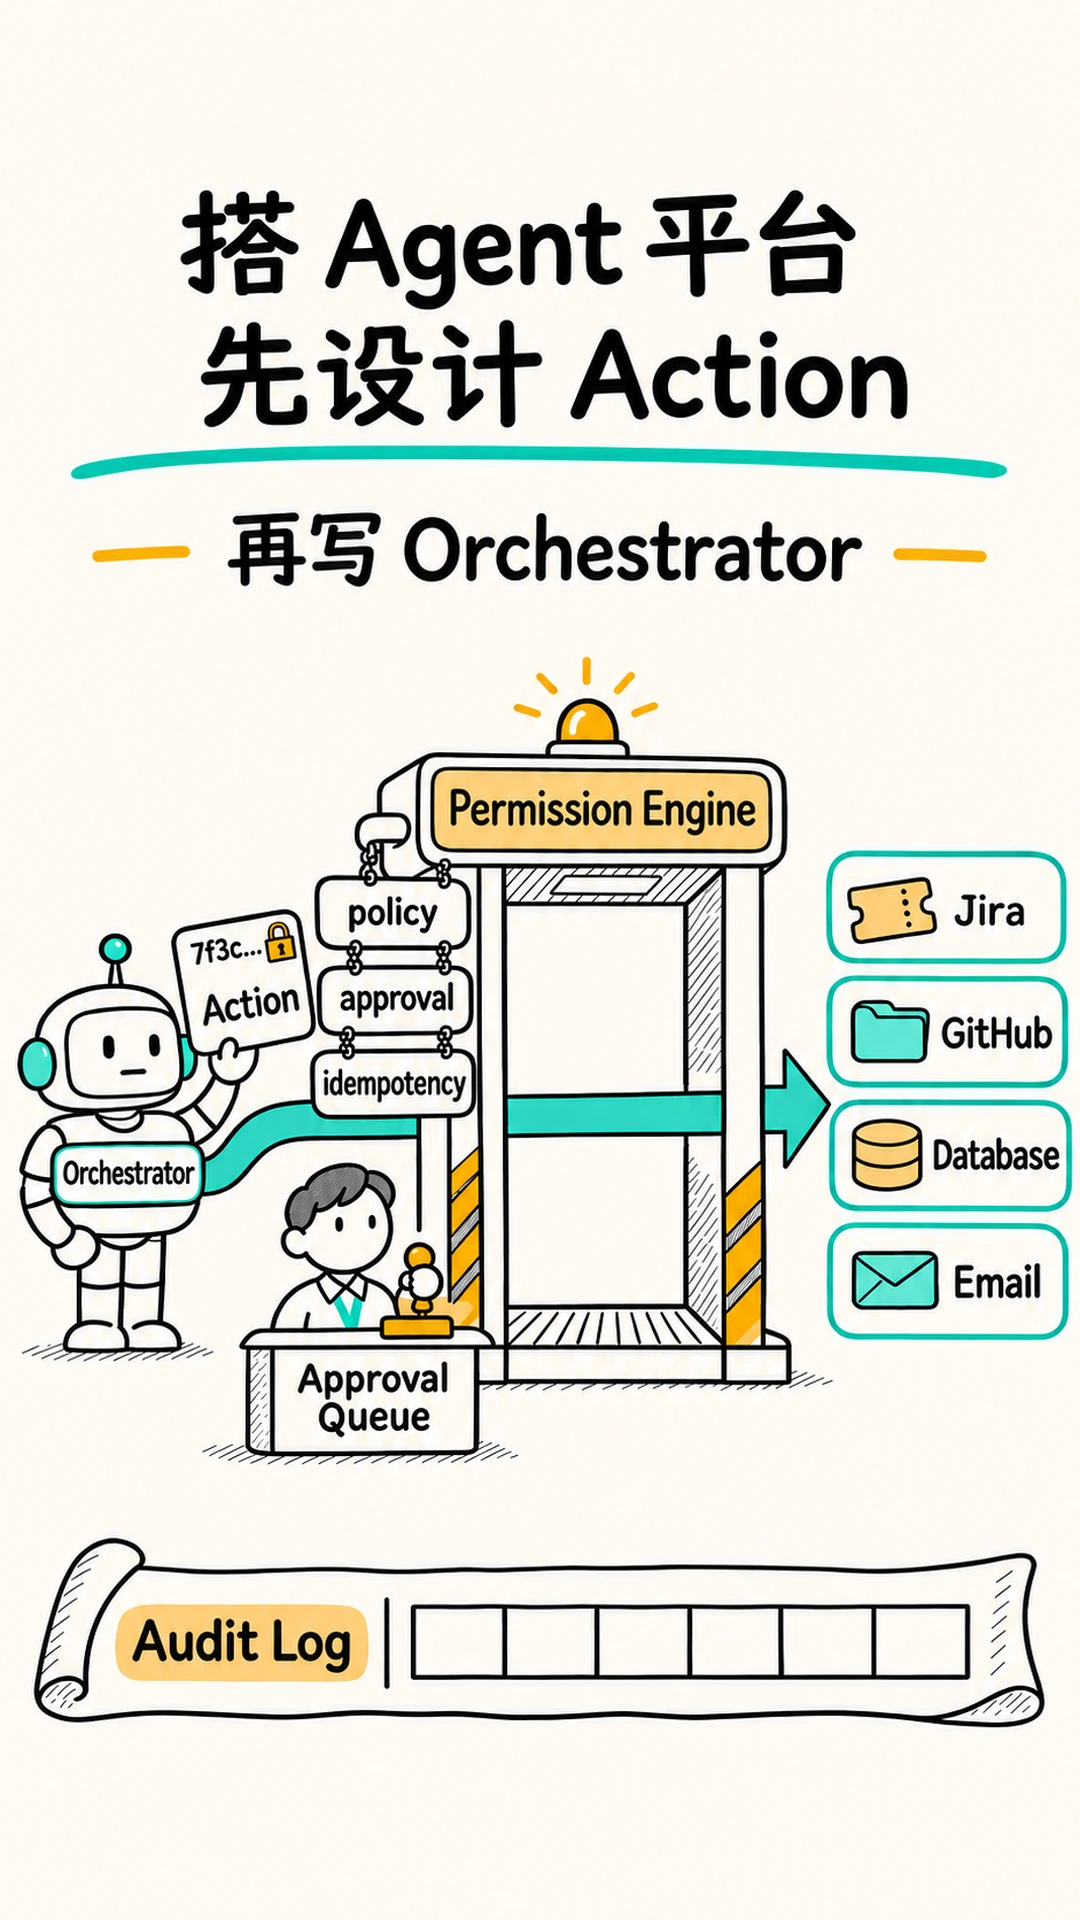 搭 Agent 平台
先设计 Action
再写 Orchestrator
Permission Engine
policy
approval
idempotency
7f3c...
Action
Orchestrator
Approval
Queue
Jira
GitHub
Database
Email
Audit Log